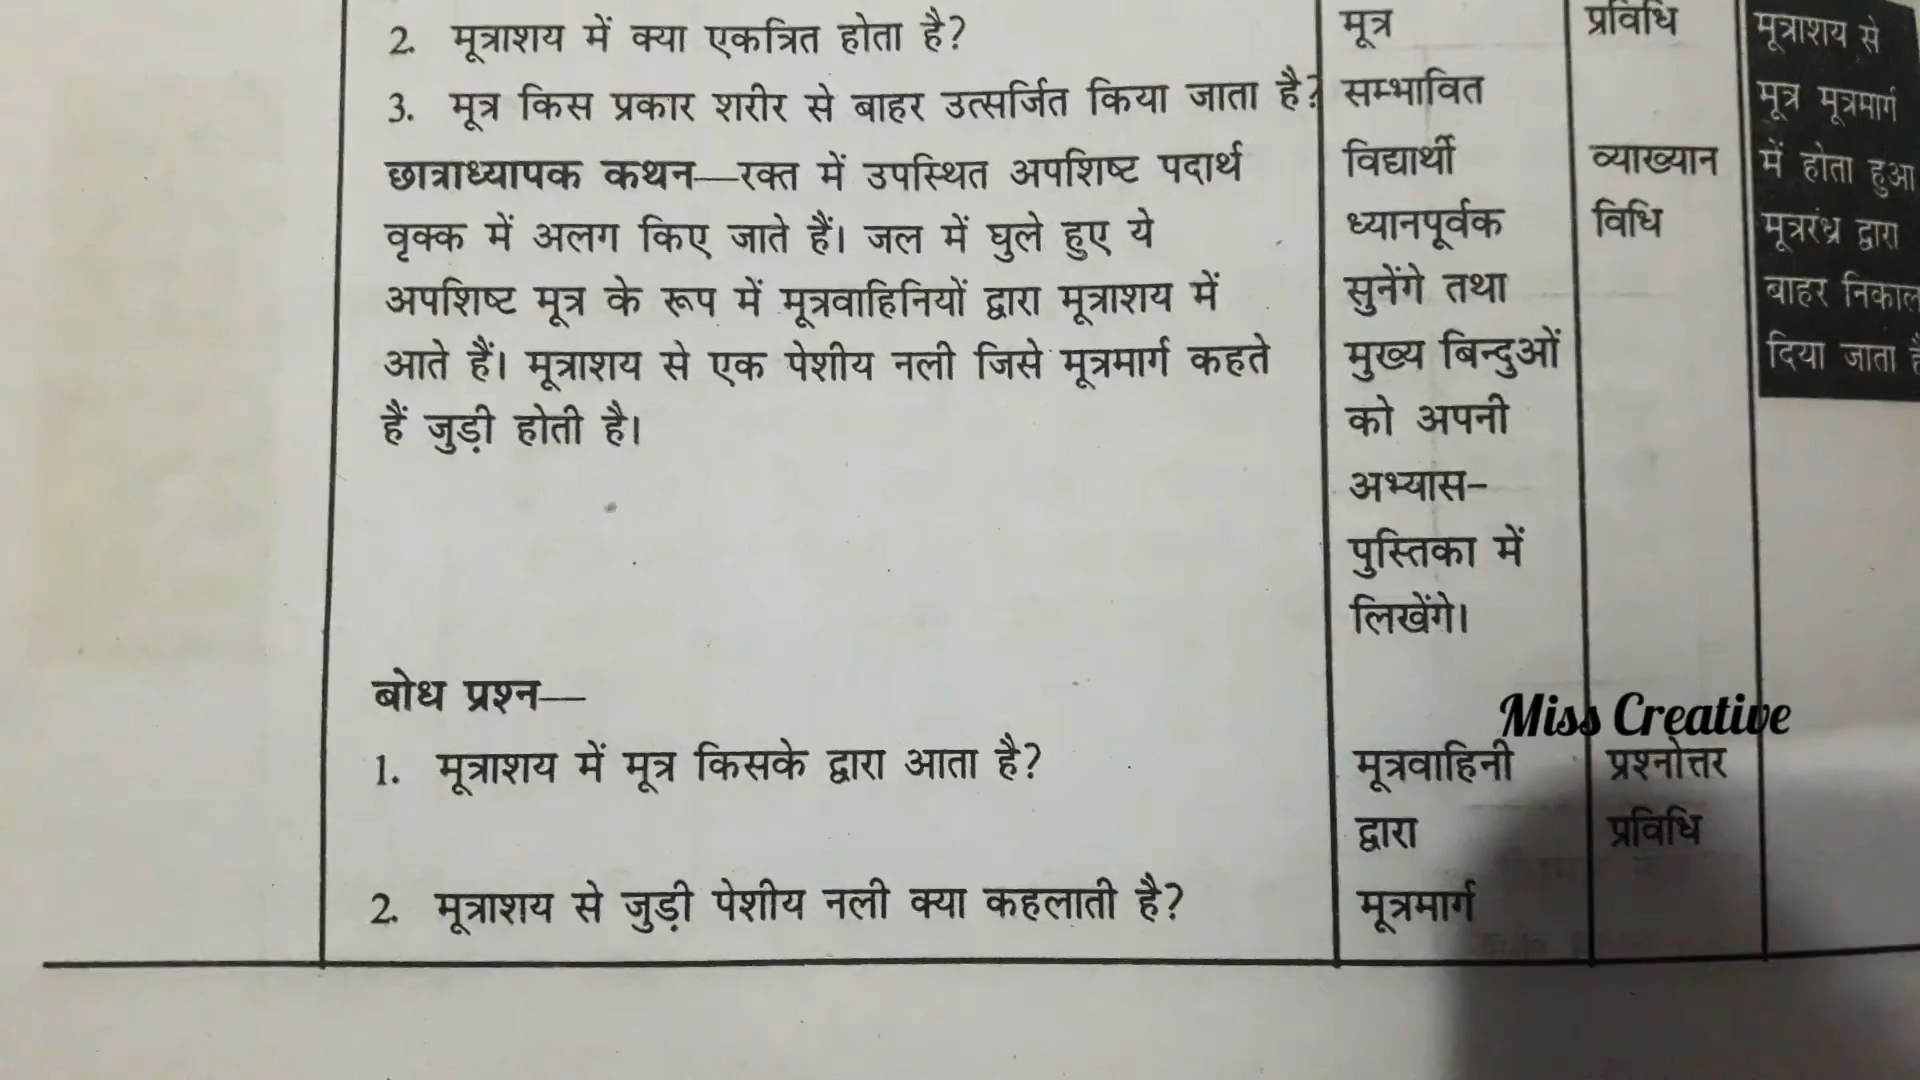 2. मूत्राशय में क्या एकत्रित होता है?
3. मूत्र किस प्रकार शरीर से बाहर उत्सर्जित किया जाता है?
छात्राध्यापक कथन—रक्त में उपस्थित अपशिष्ट पदार्थ
वृक्क में अलग किए जाते हैं। जल में घुले हुए ये
अपशिष्ट मूत्र के रूप में मूत्रवाहिनियों द्वारा मूत्राशय में
आते हैं। मूत्राशय से एक पेशीय नली जिसे मूत्रमार्ग कहते
हैं जुड़ी होती है।
बोध प्रश्न—
1. मूत्राशय में मूत्र किसके द्वारा आता है?
2. मूत्राशय से जुड़ी पेशीय नली क्या कहलाती है?
मूत्र
सम्भावित
विद्यार्थी
ध्यानपूर्वक
सुनेंगे तथा
मुख्य बिन्दुओं
को अपनी
अभ्यास-
पुस्तिका में
लिखेंगे।
मूत्रवाहिनी
द्वारा
मूत्रमार्ग
प्रविधि
व्याख्यान
विधि
Miss Creative
प्रश्नोत्तर
प्रविधि
मूत्राशय से
मूत्र मूत्रमार्ग
में होता हुआ
मूत्ररंध्र द्वारा
बाहर निकाल
दिया जाता है